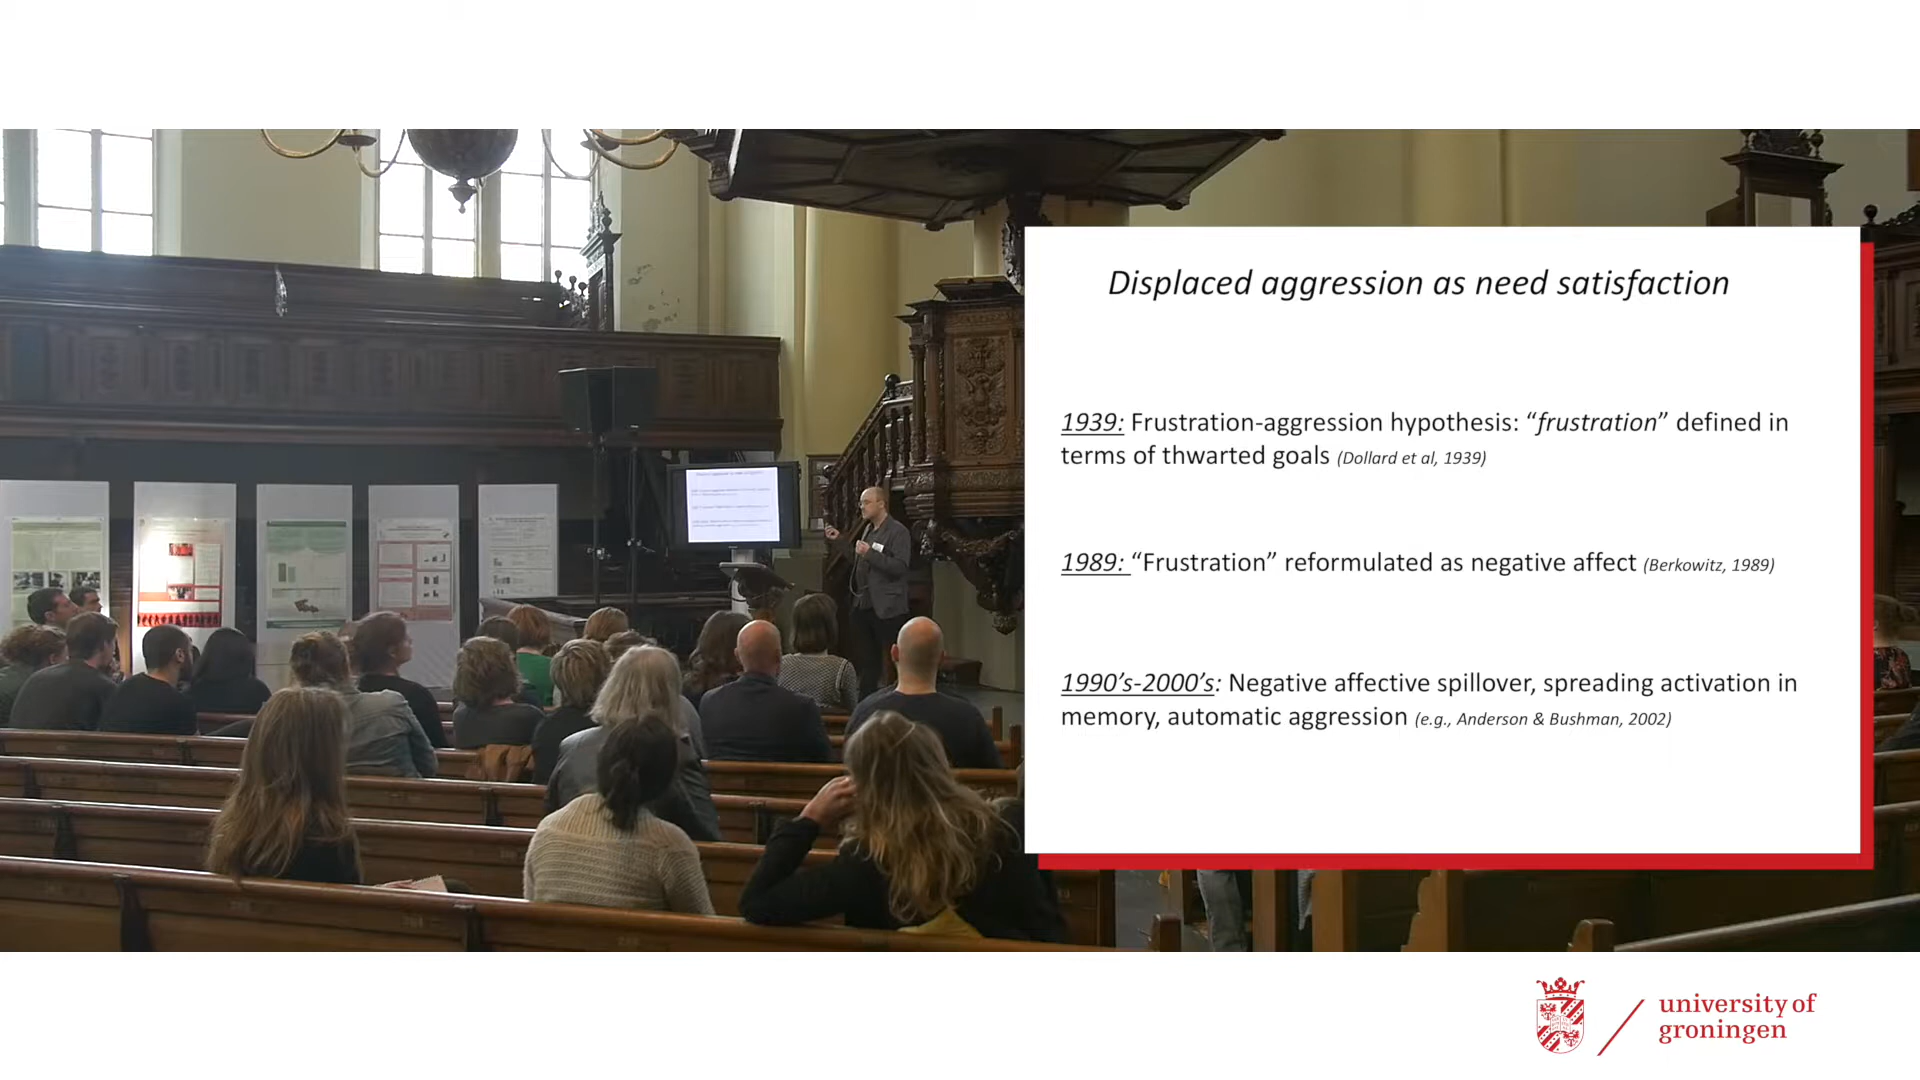 Displaced aggression as need satisfaction
1939: Frustration-aggression hypothesis: “frustration” defined in
terms of thwarted goals (Dollard et al, 1939)
1989: “Frustration” reformulated as negative affect (Berkowitz, 1989)
1990’s-2000’s: Negative affective spillover, spreading activation in
memory, automatic aggression (e.g., Anderson & Bushman, 2002)
university of
groningen